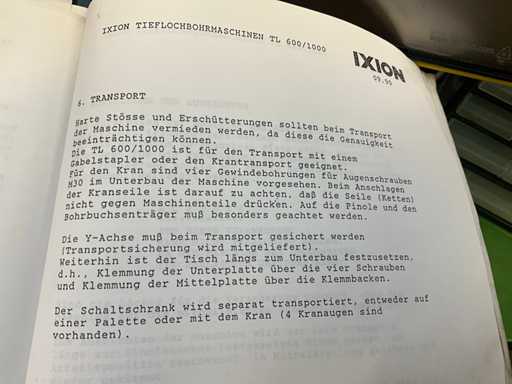 IXION TIEFLOCHBOHRMASCHINEN TL 600/1000
IXION
09.90
6. TRANSPORT
Harte Stösse und Erschütterungen sollten beim Transport
der Maschine vermieden werden, da diese die Genauigkeit
beeinträchtigen können.
Die TL 600/1000 ist für den Transport mit einem
Gabelstapler oder den Krantransport geeignet.
Für den Kran sind vier Gewindebohrungen für Augenschrauben
M30 im Unterbau der Maschine vorgesehen. Beim Anschlagen
der Kranseile ist darauf zu achten, daß die Seile (Ketten)
nicht gegen Maschinenteile drücken. Auf die Pinole und den
Bohrbuchsenträger muß besonders geachtet werden.
Die Y-Achse muß beim Transport gesichert werden
(Transportsicherung wird mitgeliefert).
Weiterhin ist der Tisch längs zum Unterbau festzusetzen,
d.h., Klemmung der Unterplatte über die vier Schrauben
und Klemmung der Mittelplatte über die Klemmbacken.
Der Schaltschrank wird separat transportiert, entweder auf
einer Palette oder mit dem Kran (4 Kranaugen sind
vorhanden).